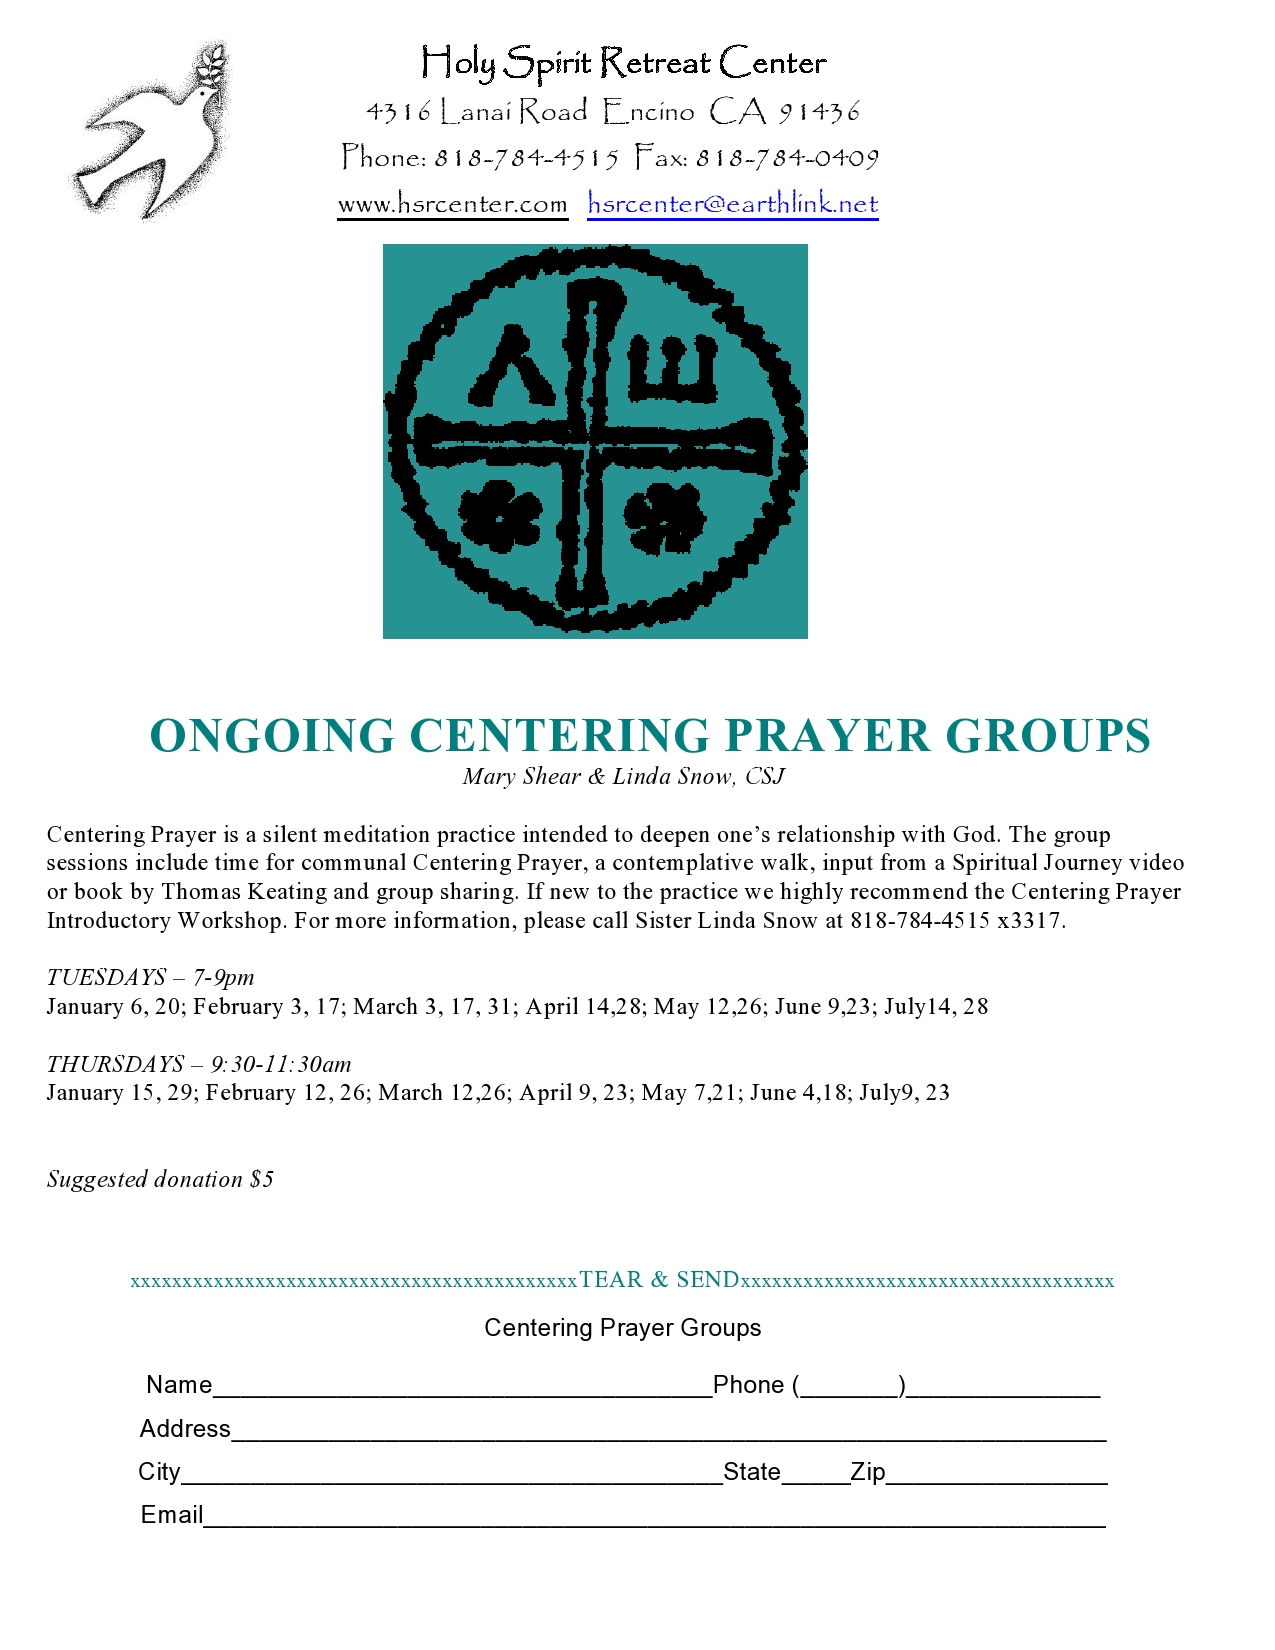 Holy Spirit Retreat Center
4316 Lanai Road Encino CA 91436
Phone: 818-784-4515 Fax: 818-784-0409
www.hsrcenter.com hsrcenter@earthlink.net
ONGOING CENTERING PRAYER GROUPS
Mary Shear & Linda Snow, CSJ
Centering Prayer is a silent meditation practice intended to deepen one’s relationship with God. The group
sessions include time for communal Centering Prayer, a contemplative walk, input from a Spiritual Journey video
or book by Thomas Keating and group sharing. If new to the practice we highly recommend the Centering Prayer
Introductory Workshop. For more information, please call Sister Linda Snow at 818-784-4515 x3317.
TUESDAYS – 7-9pm
January 6, 20; February 3, 17; March 3, 17, 31; April 14,28; May 12,26; June 9,23; July14, 28
THURSDAYS – 9:30-11:30am
January 15, 29; February 12, 26; March 12,26; April 9, 23; May 7,21; June 4,18; July9, 23
Suggested donation $5
xxxxxxxxxxxxxxxxxxxxxxxxxxxxxxxxxxxxxxxxxxxTEAR & SENDxxxxxxxxxxxxxxxxxxxxxxxxxxxxxxxxxxxx
Centering Prayer Groups
Name____________________________________Phone (_______)______________
Address_______________________________________________________________
City_______________________________________State_____Zip________________
Email_________________________________________________________________